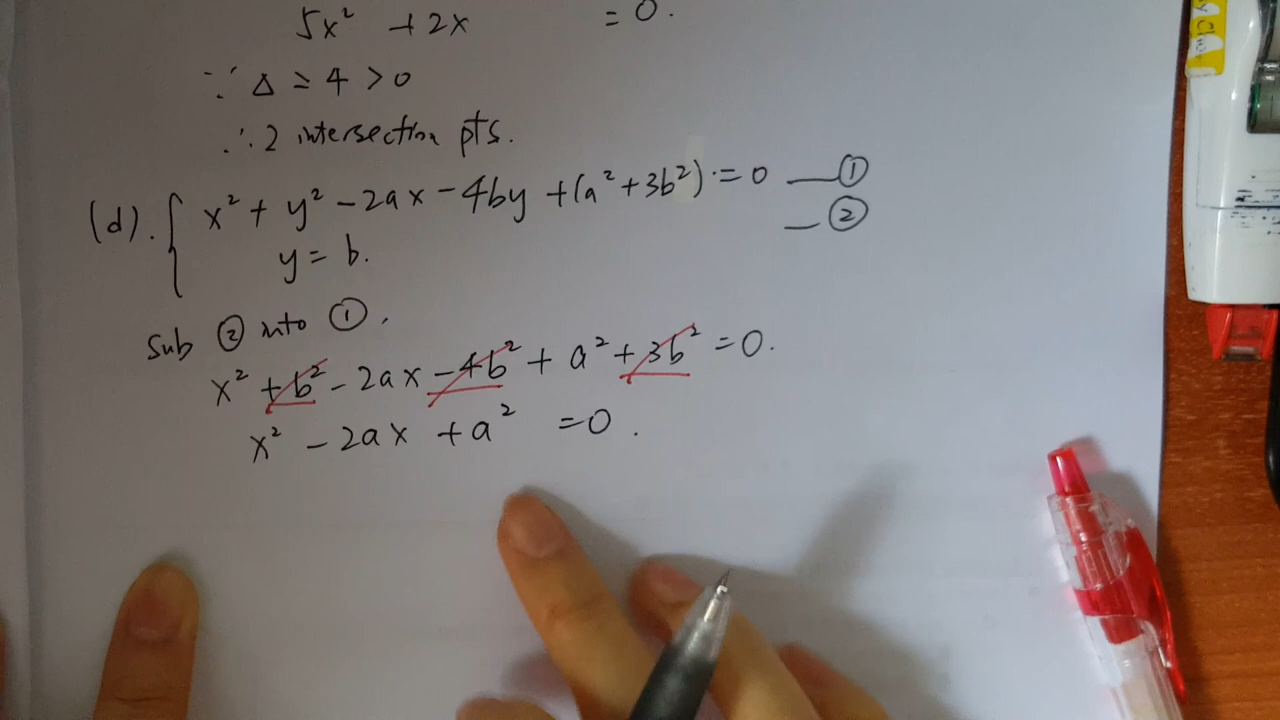 5x² + 2x = 0.
∵ Δ = 4 > 0
∴ 2 intersection pts.
(d). { x² + y² - 2ax - 4by + (a² + 3b²) = 0 —①
y = b. —②
Sub ② into ①,
x² + b² - 2ax - 4b² + a² + 3b² = 0.
x² - 2ax + a² = 0.